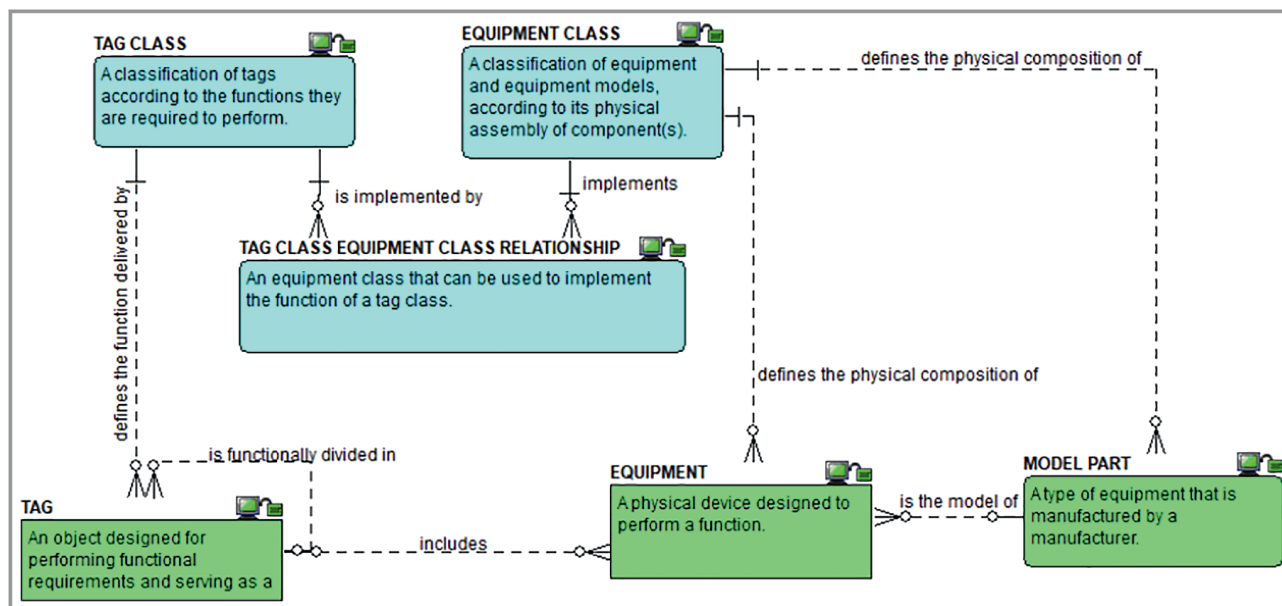 TAG CLASS
A classification of tags
according to the functions they
are required to perform.
EQUIPMENT CLASS
A classification of equipment
and equipment models,
according to its physical
assembly of component(s).
defines the physical composition of
defines the function delivered by
is implemented by
implements
TAG CLASS EQUIPMENT CLASS RELATIONSHIP
An equipment class that can be used to implement
the function of a tag class.
defines the physical composition of
is functionally divided in
TAG
An object designed for
performing functional
requirements and serving as a
includes
EQUIPMENT
A physical device designed to
perform a function.
is the model of
MODEL PART
A type of equipment that is
manufactured by a
manufacturer.